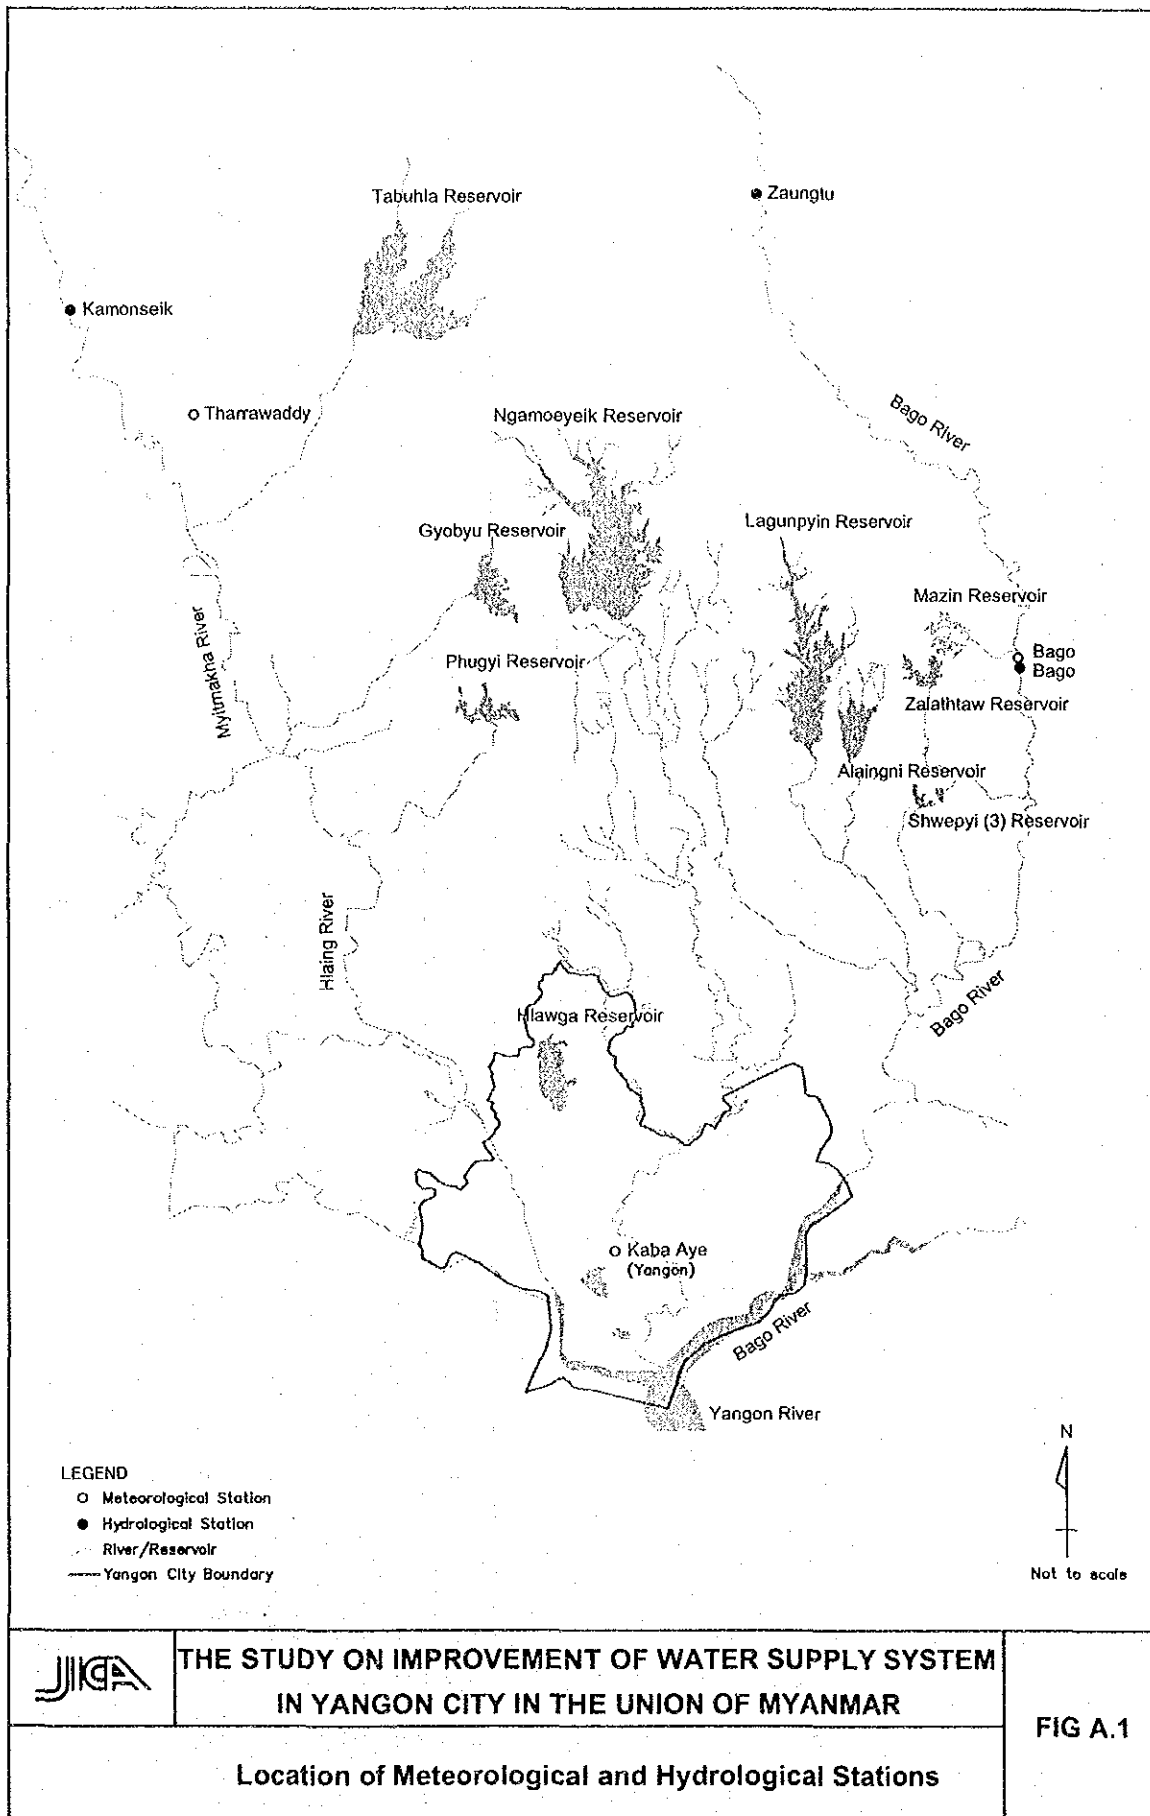 Tabuhla Reservoir
Zaungtu
Kamonseik
Tharrawaddy
Ngamoeyeik Reservoir
Bago River
Gyobyu Reservoir
Lagunpyin Reservoir
Mazin Reservoir
Myitmakha River
Phugyi Reservoir
Bago
Bago
Zalathtaw Reservoir
Alaingni Reservoir
Shwepyi (3) Reservoir
Hlaing River
Bago River
Hlawga Reservoir
Kaba Aye
(Yangon)
Bago River
Yangon River
N
Not to scale
LEGEND
Meteorological Station
Hydrological Station
River/Reservoir
Yangon City Boundary
JICA
THE STUDY ON IMPROVEMENT OF WATER SUPPLY SYSTEM
IN YANGON CITY IN THE UNION OF MYANMAR
FIG A.1
Location of Meteorological and Hydrological Stations